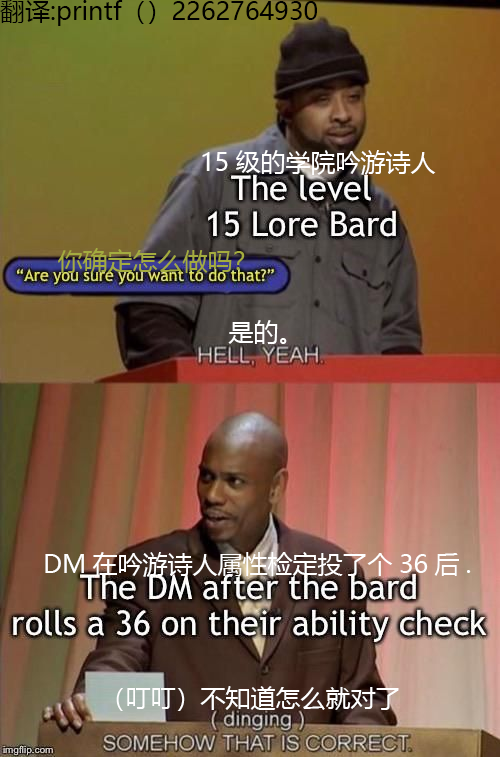 翻译:printf（）2262764930
15 级的学院吟游诗人
The level
15 Lore Bard
你确定怎么做吗?
“Are you sure you want to do that?”
是的。
HELL, YEAH.
DM 在吟游诗人属性检定投了个 36 后 .
The DM after the bard
rolls a 36 on their ability check
（叮叮）不知道怎么就对了
( dinging )
SOMEHOW THAT IS CORRECT.
imgflip.com